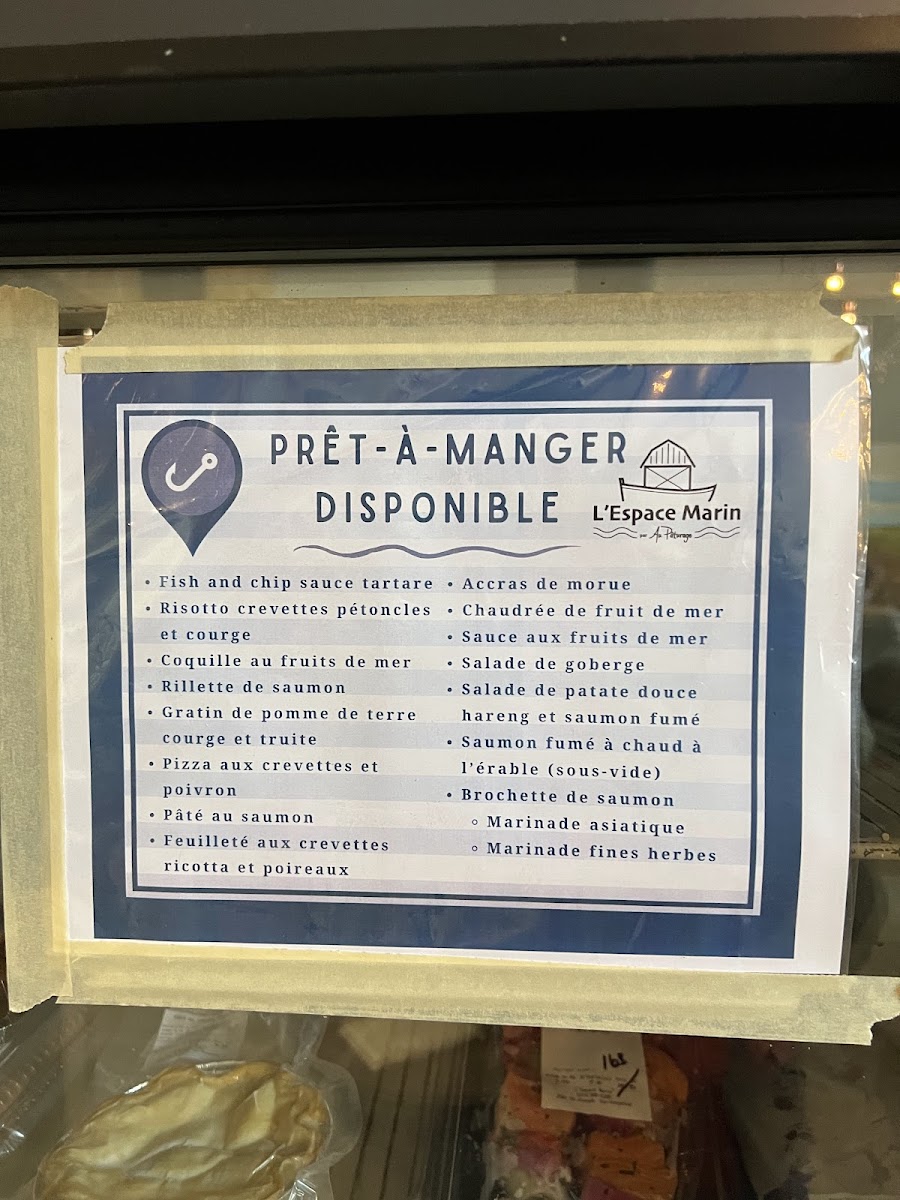 PRÊT-À-MANGER
DISPONIBLE
L'Espace Marin
par Au Pâturage
• Fish and chip sauce tartare
• Risotto crevettes pétoncles
et courge
• Coquille au fruits de mer
• Rillette de saumon
• Gratin de pomme de terre
courge et truite
• Pizza aux crevettes et
poivron
• Pâté au saumon
• Feuilleté aux crevettes
ricotta et poireaux
• Accras de morue
• Chaudrée de fruit de mer
• Sauce aux fruits de mer
• Salade de goberge
• Salade de patate douce
hareng et saumon fumé
• Saumon fumé à chaud à
l'érable (sous-vide)
• Brochette de saumon
◦ Marinade asiatique
◦ Marinade fines herbes